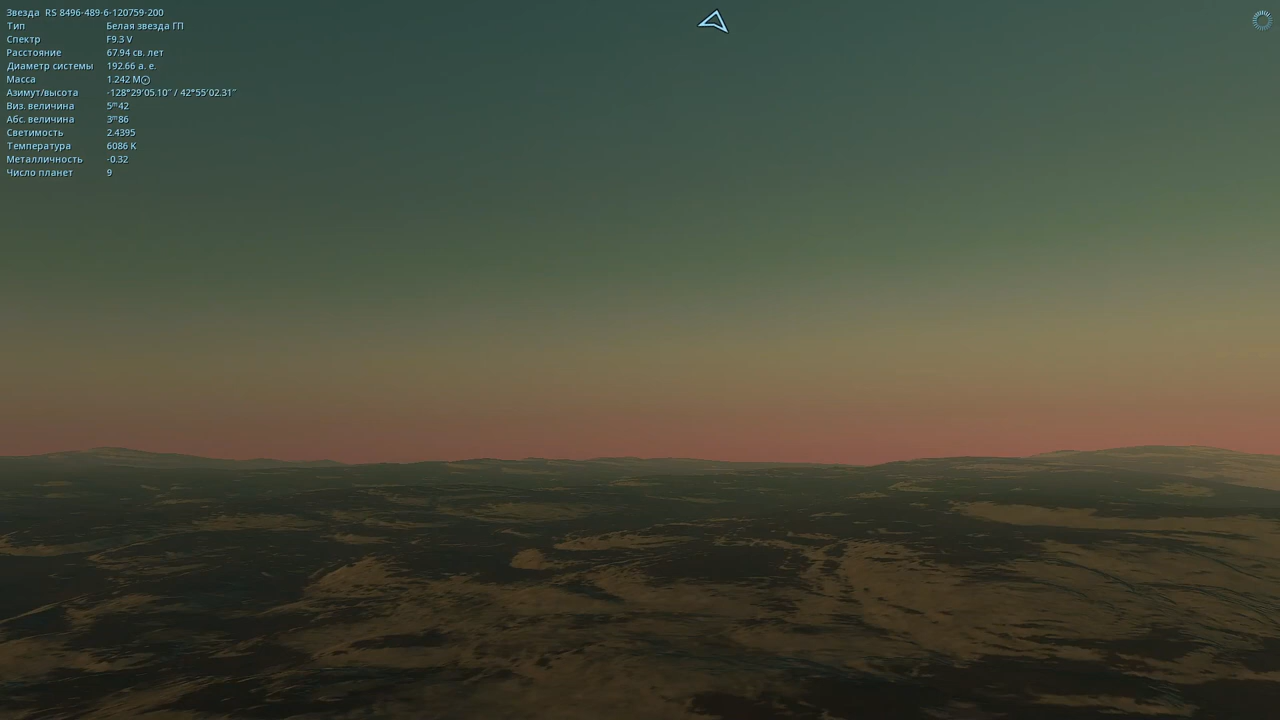 Звезда RS 8496-489-6-120759-200
Тип Белая звезда ГП
Спектр F9.3 V
Расстояние 67.94 св. лет
Диаметр системы 192.66 а. е.
Масса 1.242 M☉
Азимут/высота -128°29′05.10″ / 42°55′02.31″
Виз. величина 5ᵐ42
Абс. величина 3ᵐ86
Светимость 2.4395
Температура 6086 K
Металличность -0.32
Число планет 9